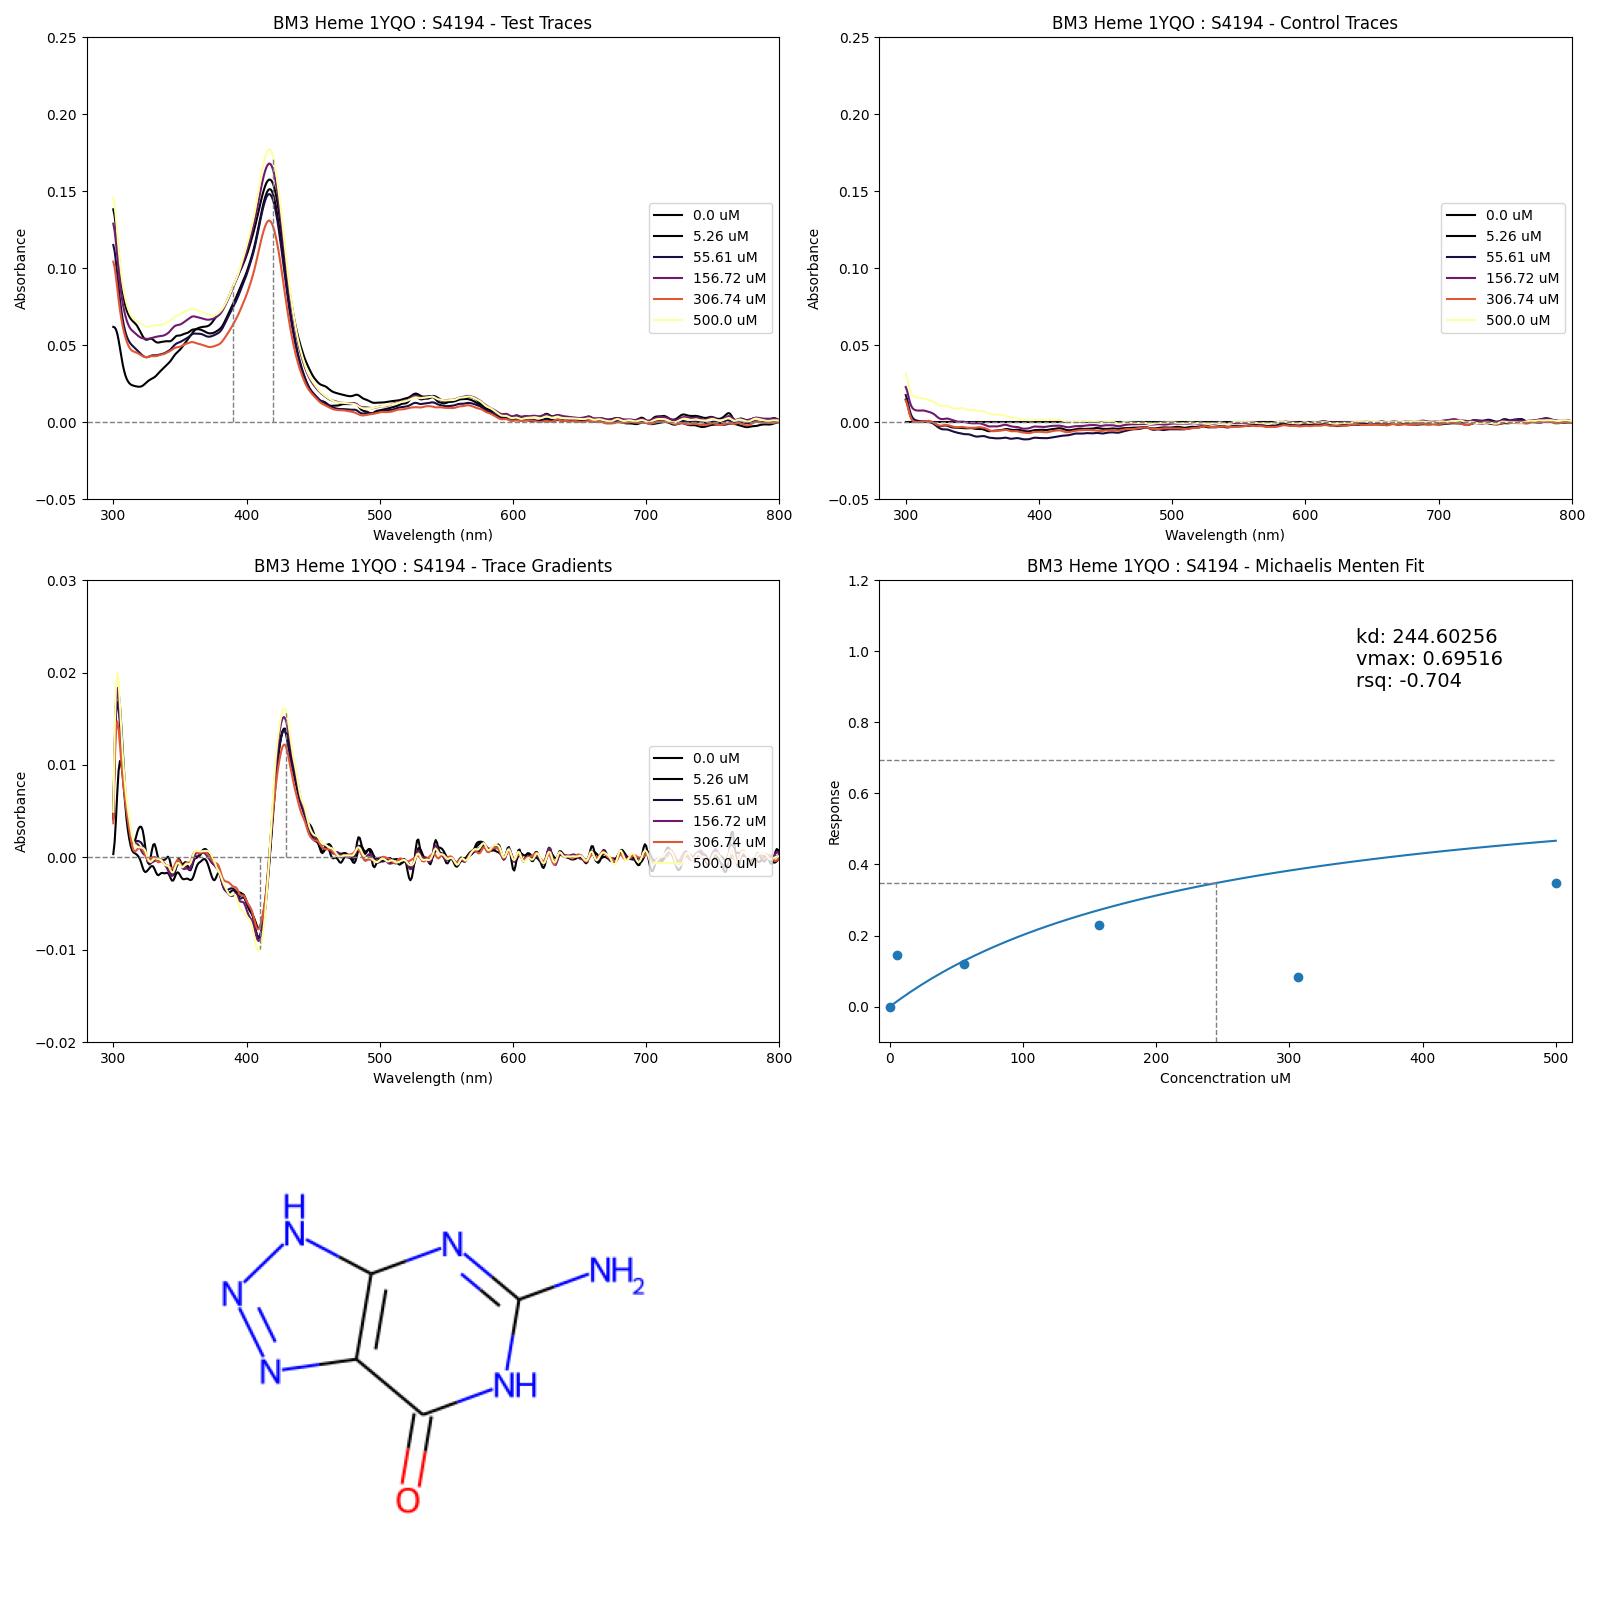 BM3 Heme 1YQO : S4194 - Test Traces
0.25
0.20
0.15
0.10
0.05
0.00
−0.05
Absorbance
300
400
500
600
700
800
Wavelength (nm)
0.0 uM
5.26 uM
55.61 uM
156.72 uM
306.74 uM
500.0 uM
BM3 Heme 1YQO : S4194 - Control Traces
0.25
0.20
0.15
0.10
0.05
0.00
−0.05
Absorbance
300
400
500
600
700
800
Wavelength (nm)
0.0 uM
5.26 uM
55.61 uM
156.72 uM
306.74 uM
500.0 uM
BM3 Heme 1YQO : S4194 - Trace Gradients
0.03
0.02
0.01
0.00
−0.01
−0.02
Absorbance
300
400
500
600
700
800
Wavelength (nm)
0.0 uM
5.26 uM
55.61 uM
156.72 uM
306.74 uM
500.0 uM
BM3 Heme 1YQO : S4194 - Michaelis Menten Fit
1.2
1.0
0.8
0.6
0.4
0.2
0.0
Response
kd: 244.60256
vmax: 0.69516
rsq: -0.704
0
100
200
300
400
500
Concenctration uM
H
N
N
NH2
N
N
NH
O